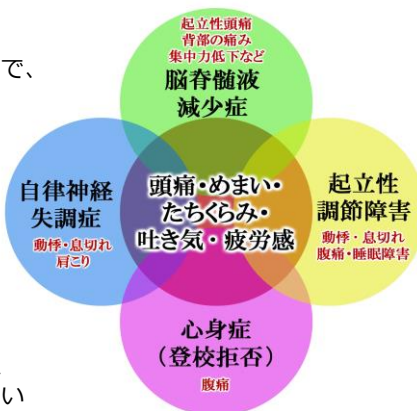 で、
起立性頭痛
背部の痛み
集中力低下など
脳脊髄液
減少症
自律神経
失調症
動悸・息切れ
肩こり
頭痛・めまい・
たちくらみ・
吐き気・疲労感
起立性
調節障害
動悸・息切れ
腹痛・睡眠障害
心身症
（登校拒否）
腹痛
い